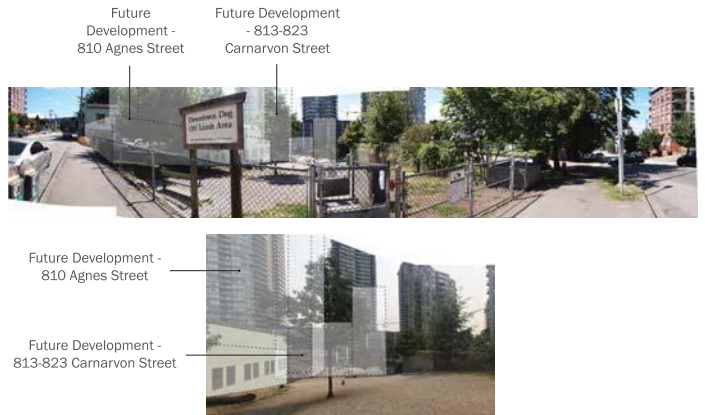 Future
Development -
810 Agnes Street
Future Development
- 813-823
Carnarvon Street
Downtown Dog
Off Leash Area
Future Development -
810 Agnes Street
Future Development -
813-823 Carnarvon Street